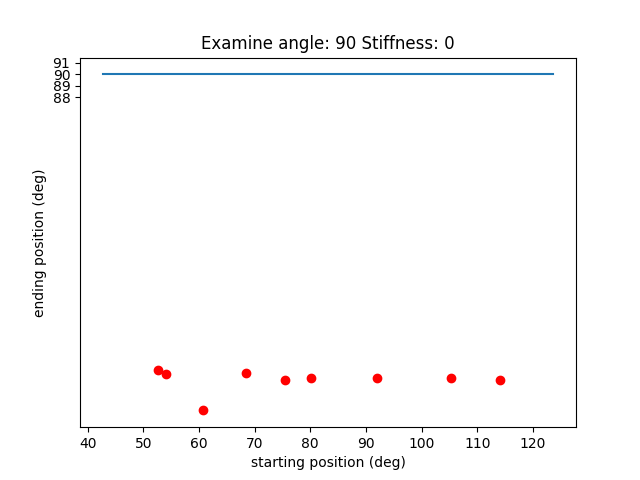 Examine angle: 90 Stiffness: 0
91
90
89
88
ending position (deg)
40 50 60 70 80 90 100 110 120
starting position (deg)